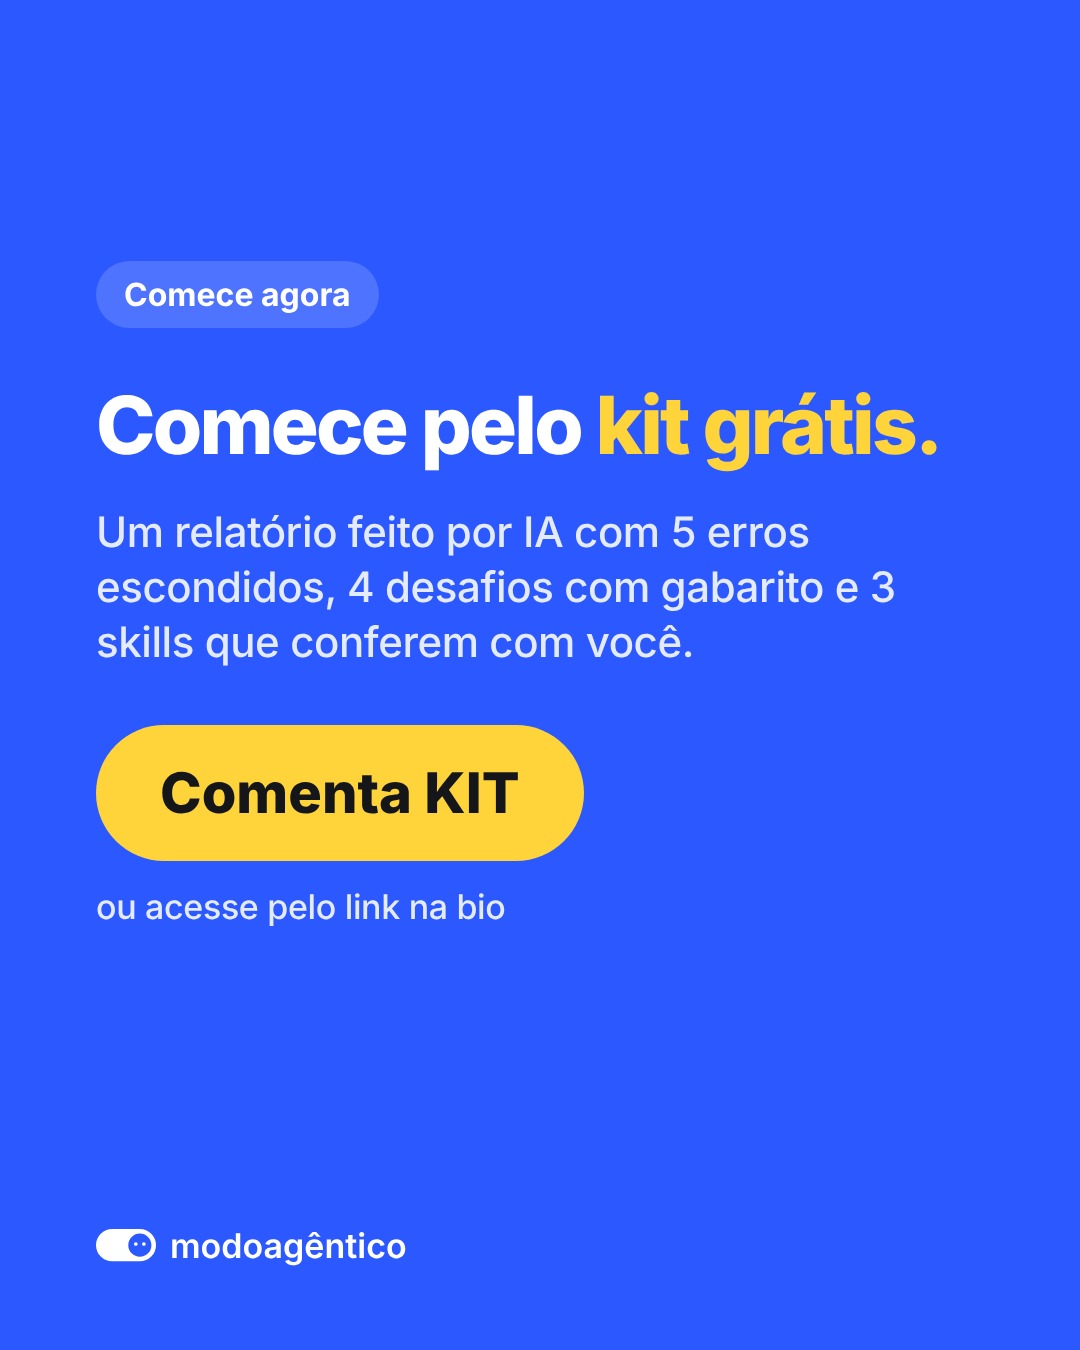 Comece agora
Comece pelo kit grátis.
Um relatório feito por IA com 5 erros
escondidos, 4 desafios com gabarito e 3
skills que conferem com você.
Comenta KIT
ou acesse pelo link na bio
modoagêntico